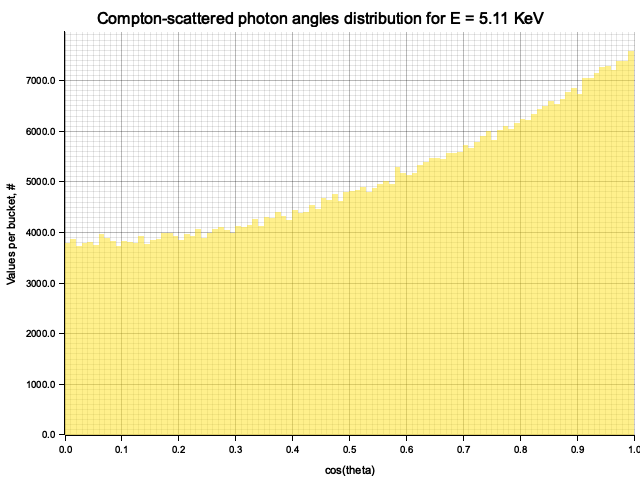 Compton-scattered photon angles distribution for E = 5.11 KeV
Values per bucket, #
7000.0
6000.0
5000.0
4000.0
3000.0
2000.0
1000.0
0.0
0.0 0.1 0.2 0.3 0.4 0.5 0.6 0.7 0.8 0.9 1.0
cos(theta)